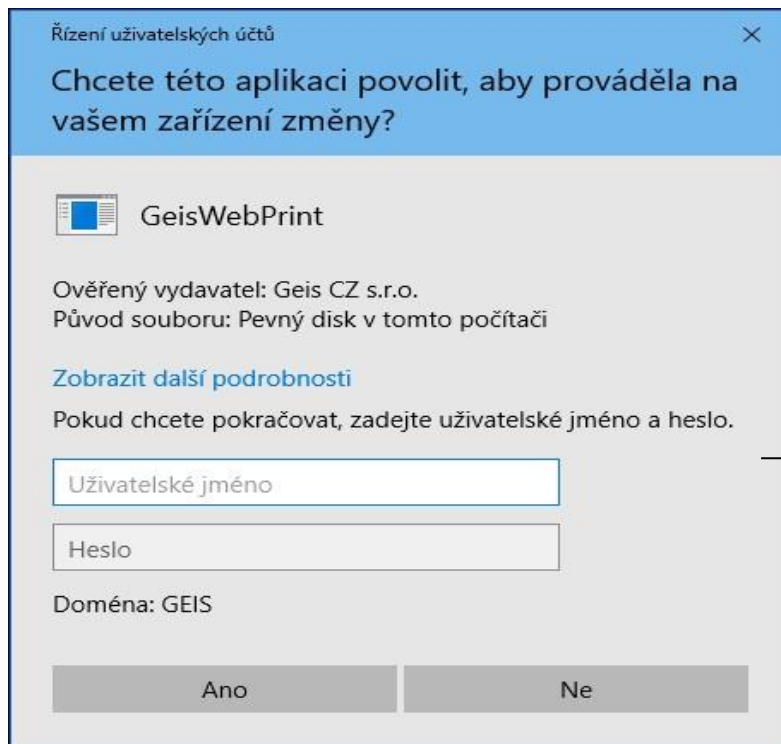 Řízení uživatelských účtů
Chcete této aplikaci povolit, aby prováděla na
vašem zařízení změny?
GeisWebPrint
Ověřený vydavatel: Geis CZ s.r.o.
Původ souboru: Pevný disk v tomto počítači
Zobrazit další podrobnosti
Pokud chcete pokračovat, zadejte uživatelské jméno a heslo.
Uživatelské jméno
Heslo
Doména: GEIS
Ano
Ne